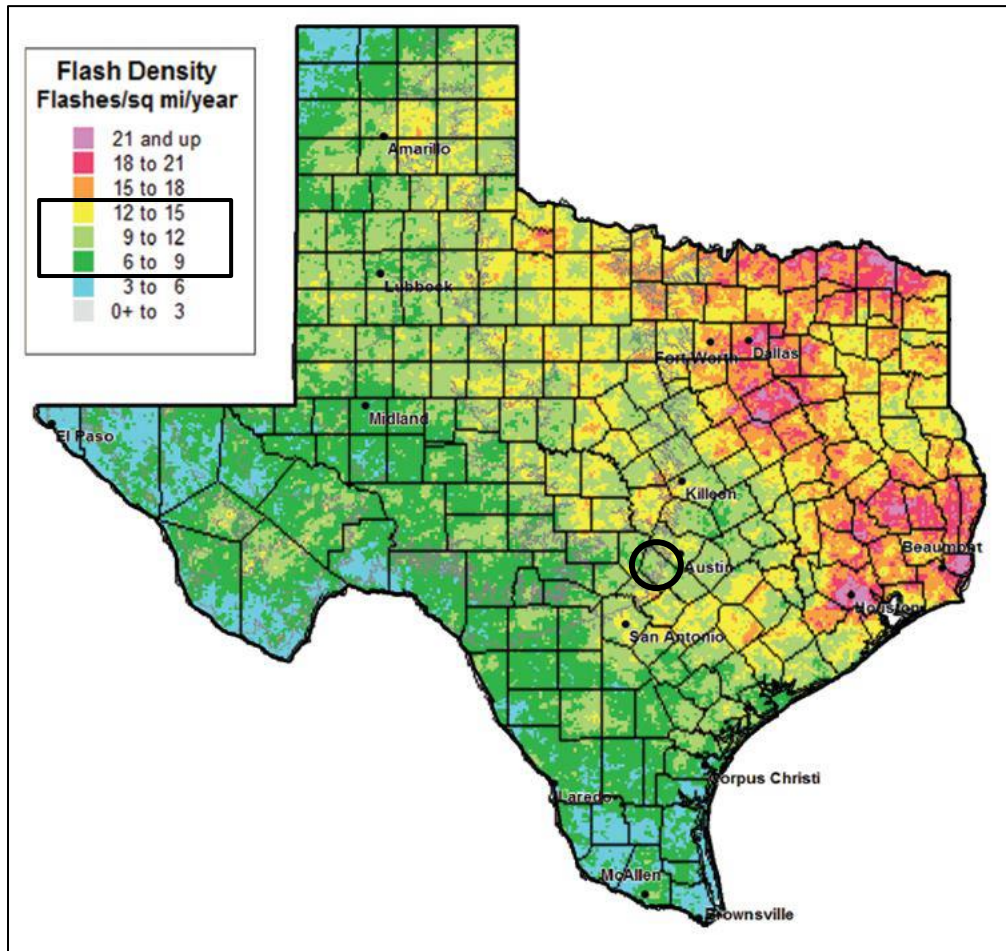 Flash Density
Flashes/sq mi/year
21 and up
18 to 21
15 to 18
12 to 15
9 to 12
6 to 9
3 to 6
0+ to 3
Amarillo
Lubbock
Fort Worth
Dallas
Midland
El Paso
Killeen
Beaumont
Austin
Houston
San Antonio
Corpus Christi
Laredo
McAllen
Brownsville